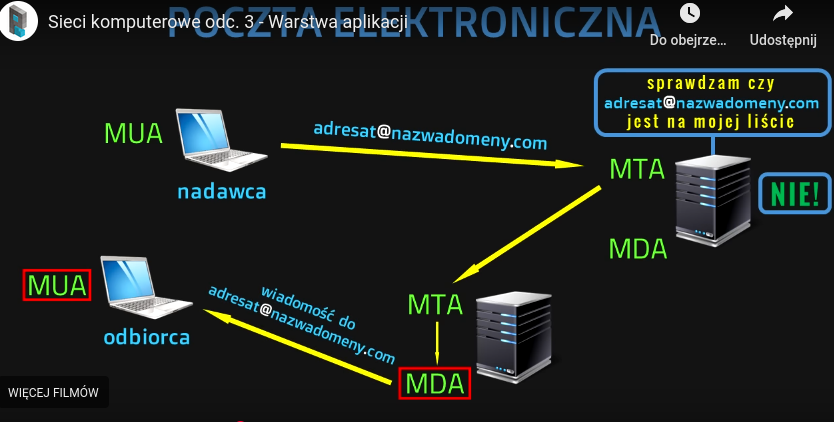 POCZTA ELEKTRONICZNA
Sieci komputerowe odc. 3 - Warstwa aplikacji
Do obejrze...
Udostępnij
sprawdzam czy
adresat@nazwadomeny.com
jest na mojej liście
MUA
adresat@nazwadomeny.com
nadawca
MTA
NIE!
MDA
MUA
odbiorca
wiadomość do
adresat@nazwadomeny.com
MTA
MDA
WIĘCEJ FILMÓW